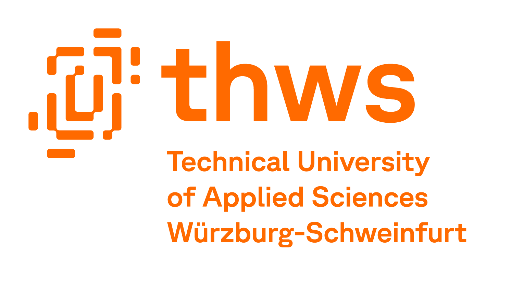 thws
Technical University
of Applied Sciences
Würzburg-Schweinfurt